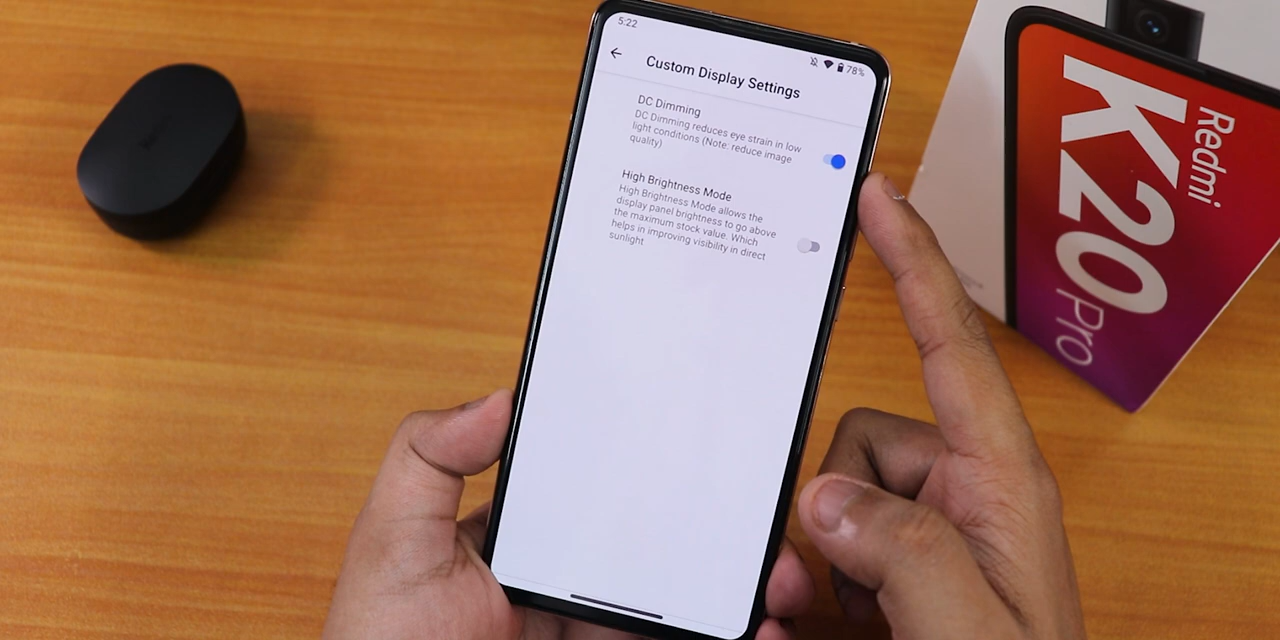 5:22
78%
Custom Display Settings
DC Dimming
DC Dimming reduces eye strain in low
light conditions (Note: reduce image
quality)
High Brightness Mode
High Brightness Mode allows the
display panel brightness to go above
the maximum stock value. Which
helps in improving visibility in direct
sunlight
Redmi
K20
Pro